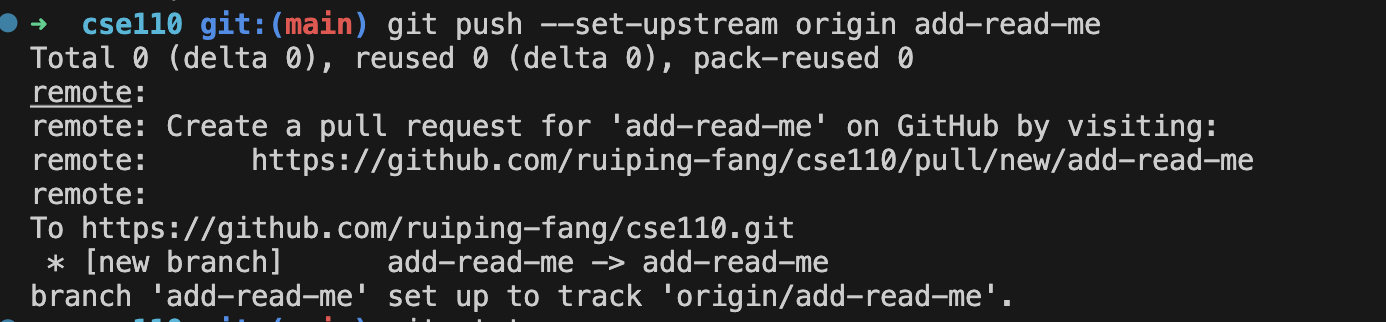 → cse110 git:(main) git push --set-upstream origin add-read-me
Total 0 (delta 0), reused 0 (delta 0), pack-reused 0
remote:
remote: Create a pull request for 'add-read-me' on GitHub by visiting:
remote:      https://github.com/ruiping-fang/cse110/pull/new/add-read-me
remote:
To https://github.com/ruiping-fang/cse110.git
 * [new branch]      add-read-me -> add-read-me
branch 'add-read-me' set up to track 'origin/add-read-me'.